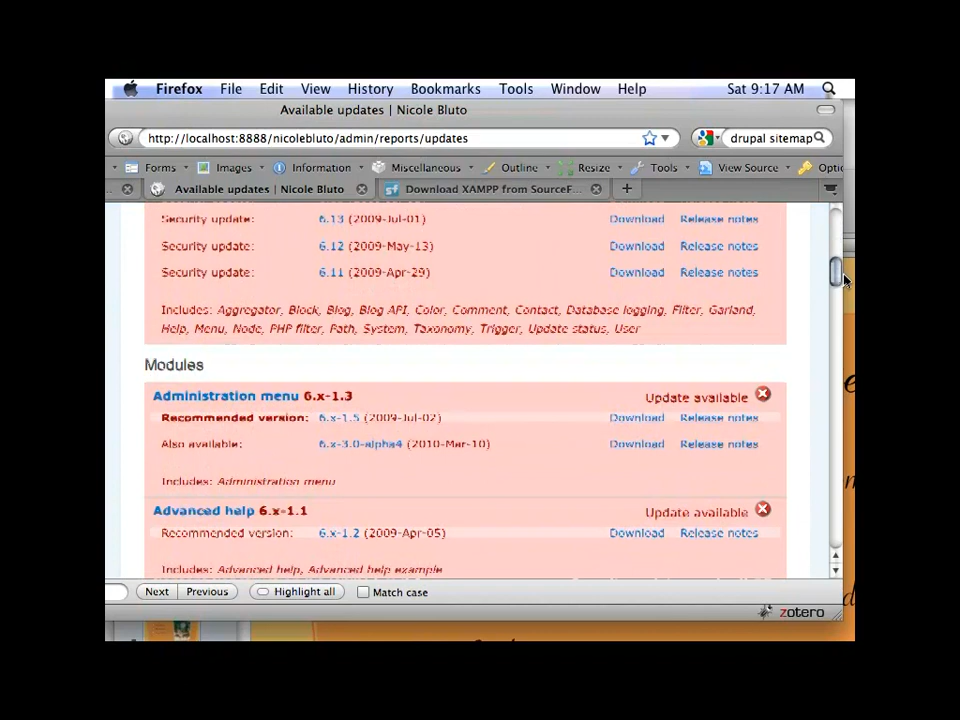 Firefox File Edit View History Bookmarks Tools Window Help Sat 9:17 AM
Available updates | Nicole Bluto
http://localhost:8888/nicolebluto/admin/reports/updates drupal sitemap
Forms Images Information Miscellaneous Outline Resize Tools View Source Optio
Available updates | Nicole Bluto Download XAMPP from SourceF...
Security update: 6.13 (2009-Jul-01) Download Release notes
Security update: 6.12 (2009-May-13) Download Release notes
Security update: 6.11 (2009-Apr-29) Download Release notes
Includes: Aggregator, Block, Blog, Blog API, Color, Comment, Contact, Database logging, Filter, Garland,
Help, Menu, Node, PHP filter, Path, System, Taxonomy, Trigger, Update status, User
Modules
Administration menu 6.x-1.3 Update available
Recommended version: 6.x-1.5 (2009-Jul-02) Download Release notes
Also available: 6.x-3.0-alpha4 (2010-Mar-10) Download Release notes
Includes: Administration menu
Advanced help 6.x-1.1 Update available
Recommended version: 6.x-1.2 (2009-Apr-05) Download Release notes
Includes: Advanced help, Advanced help example
Next Previous Highlight all Match case
zotero